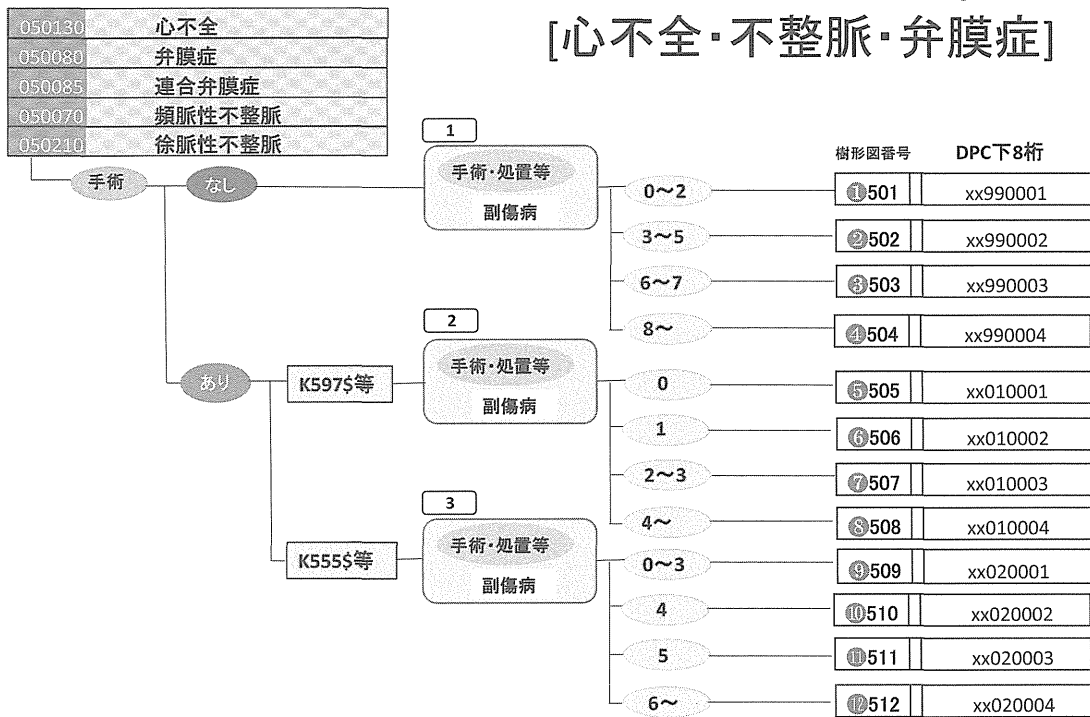 [心不全・不整脈・弁膜症]
050130 心不全
050080 弁膜症
050085 連合弁膜症
050070 頻脈性不整脈
050210 徐脈性不整脈
手術
なし
1
手術・処置等
副傷病
樹形図番号 DPC下8桁
0～2 ❶501 xx990001
3～5 ❷502 xx990002
6～7 ❸503 xx990003
8～ ❹504 xx990004
あり
K597$等
2
手術・処置等
副傷病
0 ❺505 xx010001
1 ❻506 xx010002
2～3 ❼507 xx010003
4～ ❽508 xx010004
K555$等
3
手術・処置等
副傷病
0～3 ❾509 xx020001
4 ❿510 xx020002
5 ⓫511 xx020003
6～ ⓬512 xx020004